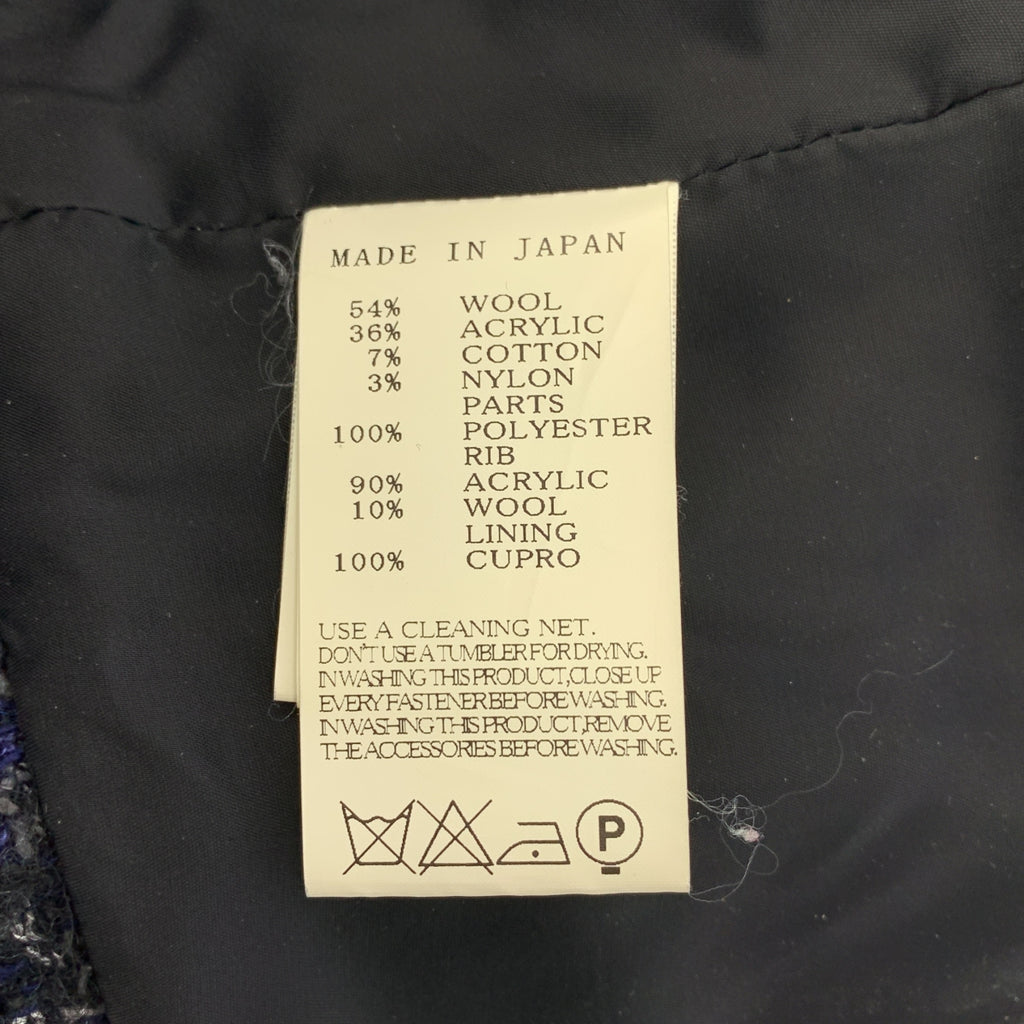 MADE IN JAPAN
54% WOOL
36% ACRYLIC
7% COTTON
3% NYLON
PARTS
100% POLYESTER
RIB
90% ACRYLIC
10% WOOL
LINING
100% CUPRO
USE A CLEANING NET.
DON'T USE A TUMBLER FOR DRYING.
IN WASHING THIS PRODUCT,CLOSE UP
EVERY FASTENER BEFORE WASHING.
IN WASHING THIS PRODUCT,REMOVE
THE ACCESSORIES BEFORE WASHING.
P